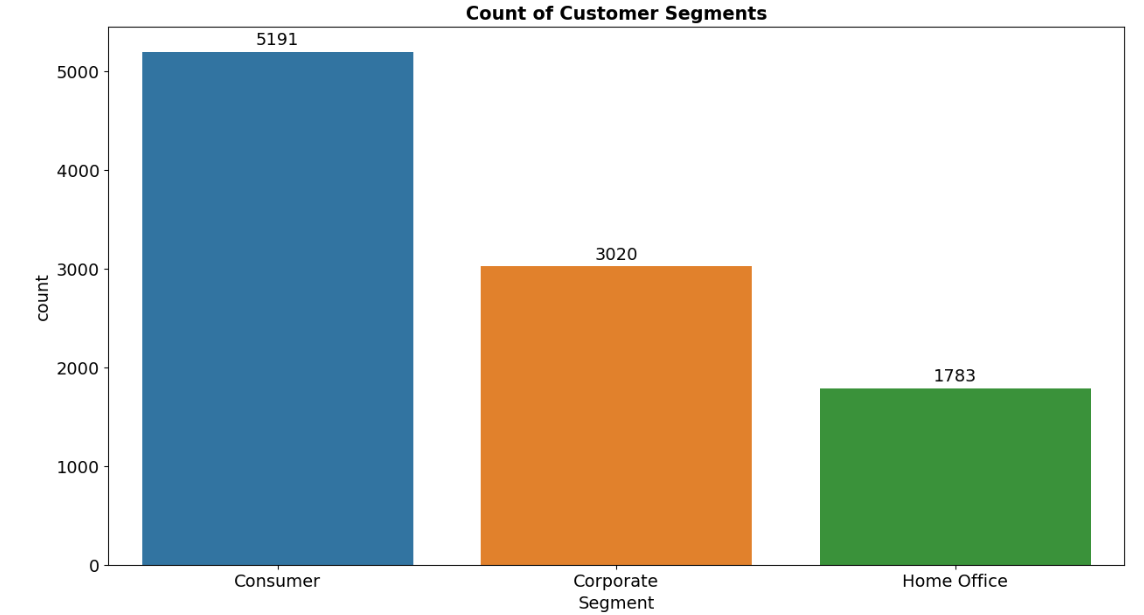 Count of Customer Segments
5191
5000
4000
3020
3000
count
2000
1783
1000
0
Consumer
Corporate
Home Office
Segment